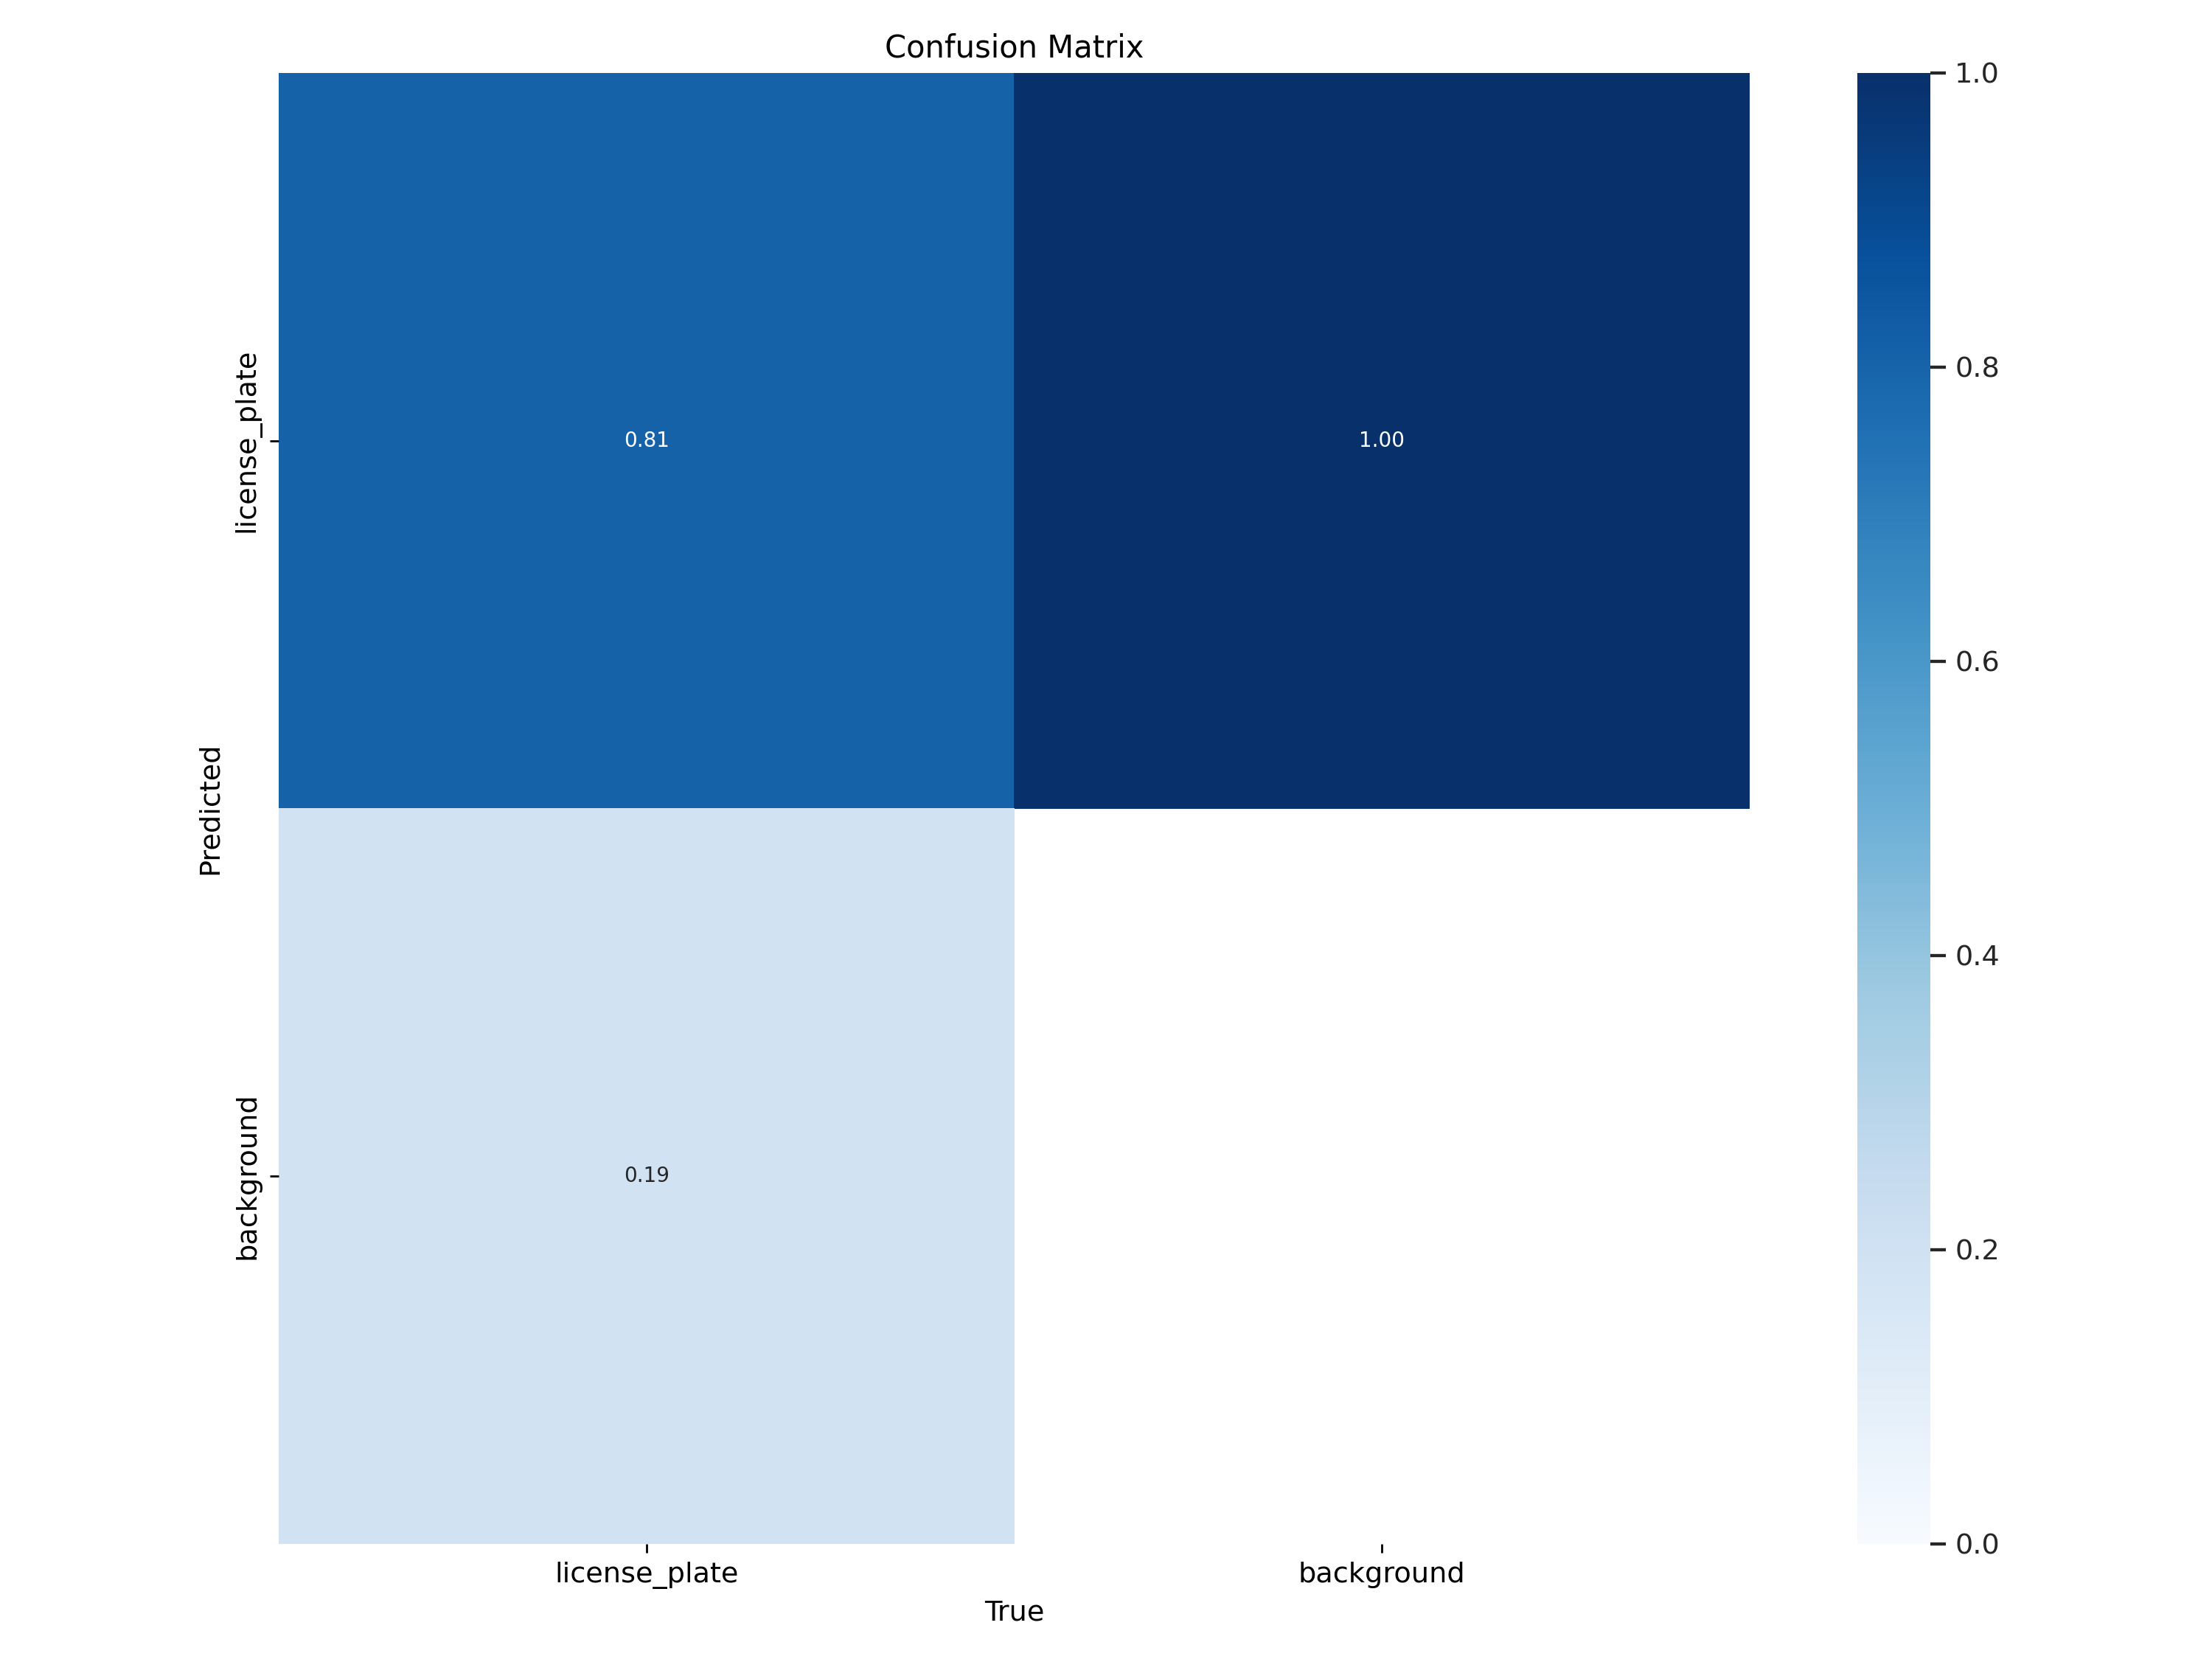 Confusion Matrix
1.0
license_plate
0.81
1.00
0.8
0.6
Predicted
0.4
background
0.19
0.2
0.0
license_plate
background
True